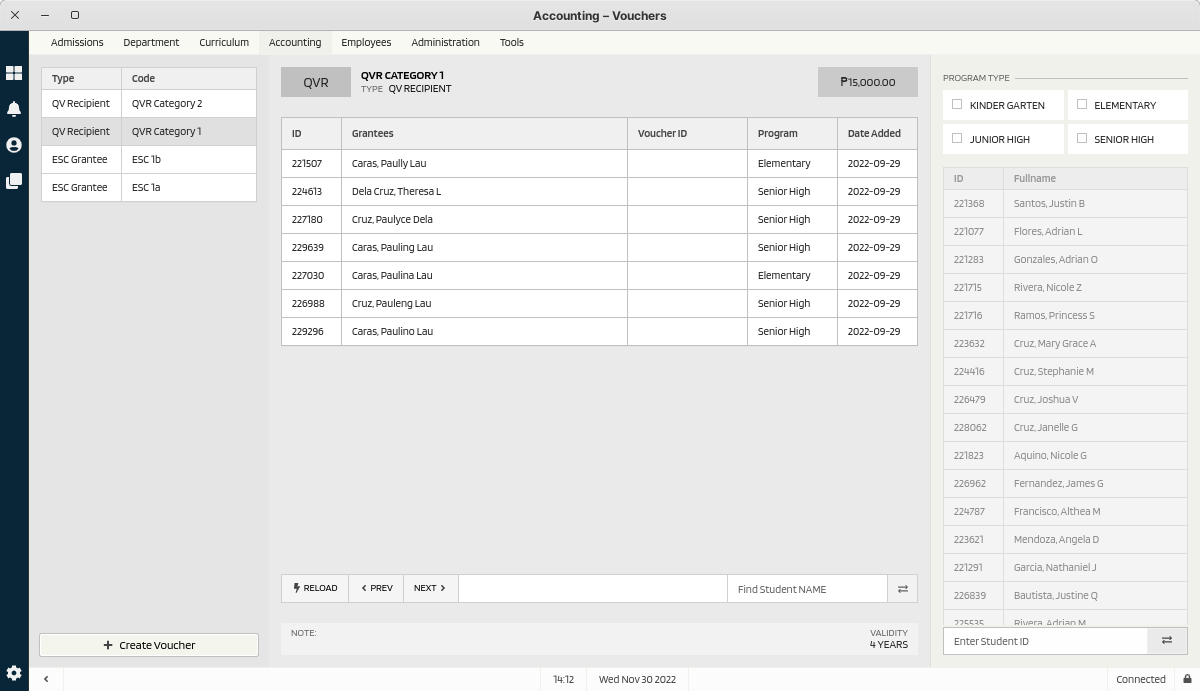 Accounting – Vouchers
Admissions Department Curriculum Accounting Employees Administration Tools
Type Code
QV Recipient QVR Category 2
QV Recipient QVR Category 1
ESC Grantee ESC 1b
ESC Grantee ESC 1a
Create Voucher
QVR
QVR CATEGORY 1
TYPE QV RECIPIENT
₱15,000.00
ID Grantees Voucher ID Program Date Added
221507 Caras, Paully Lau Elementary 2022-09-29
224613 Dela Cruz, Theresa L Senior High 2022-09-29
227180 Cruz, Paulyce Dela Senior High 2022-09-29
229639 Caras, Pauling Lau Senior High 2022-09-29
227030 Caras, Paulina Lau Elementary 2022-09-29
226988 Cruz, Pauleng Lau Senior High 2022-09-29
229296 Caras, Paulino Lau Senior High 2022-09-29
RELOAD PREV NEXT Find Student NAME
NOTE:
VALIDITY
4 YEARS
PROGRAM TYPE
KINDER GARTEN ELEMENTARY
JUNIOR HIGH SENIOR HIGH
ID Fullname
221368 Santos, Justin B
221077 Flores, Adrian L
221283 Gonzales, Adrian O
221715 Rivera, Nicole Z
221716 Ramos, Princess S
223632 Cruz, Mary Grace A
224416 Cruz, Stephanie M
226479 Cruz, Joshua V
228062 Cruz, Janelle G
221823 Aquino, Nicole G
226962 Fernandez, James G
224787 Francisco, Althea M
223621 Mendoza, Angela D
221291 Garcia, Nathaniel J
226839 Bautista, Justine Q
225535 Rivera, Adrian M
Enter Student ID
14:12 Wed Nov 30 2022 Connected